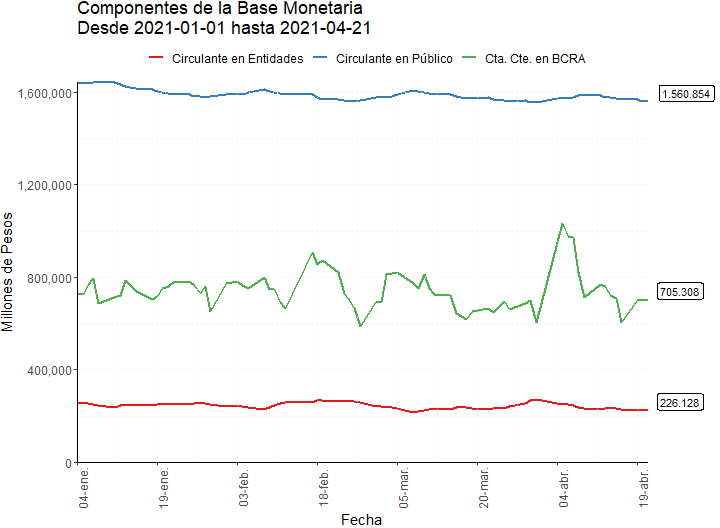 Componentes de la Base Monetaria
Desde 2021-01-01 hasta 2021-04-21
Circulante en Entidades Circulante en Público Cta. Cte. en BCRA
1,600,000
1.560.854
1,200,000
Millones de Pesos
800,000
705.308
400,000
226.128
0
04-ene. 19-ene. 03-feb. 18-feb. 05-mar. 20-mar. 04-abr. 19-abr.
Fecha